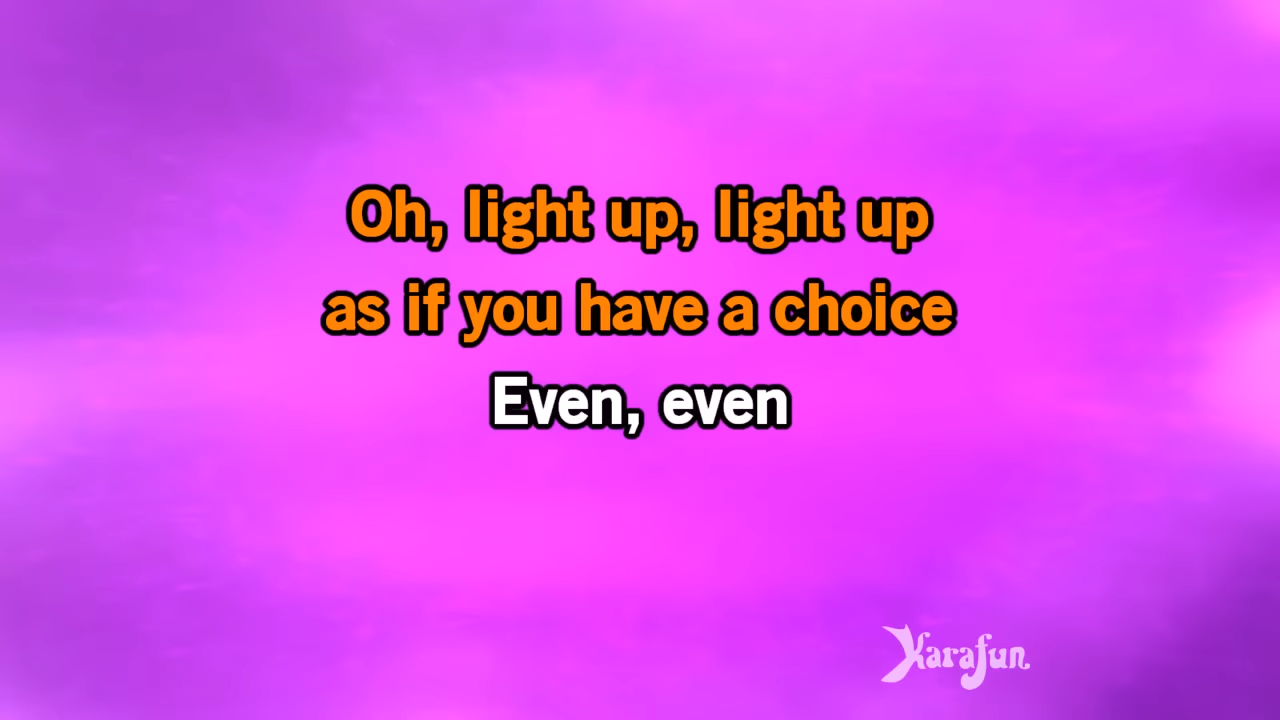 Oh, light up, light up
as if you have a choice
Even, even
Karafun